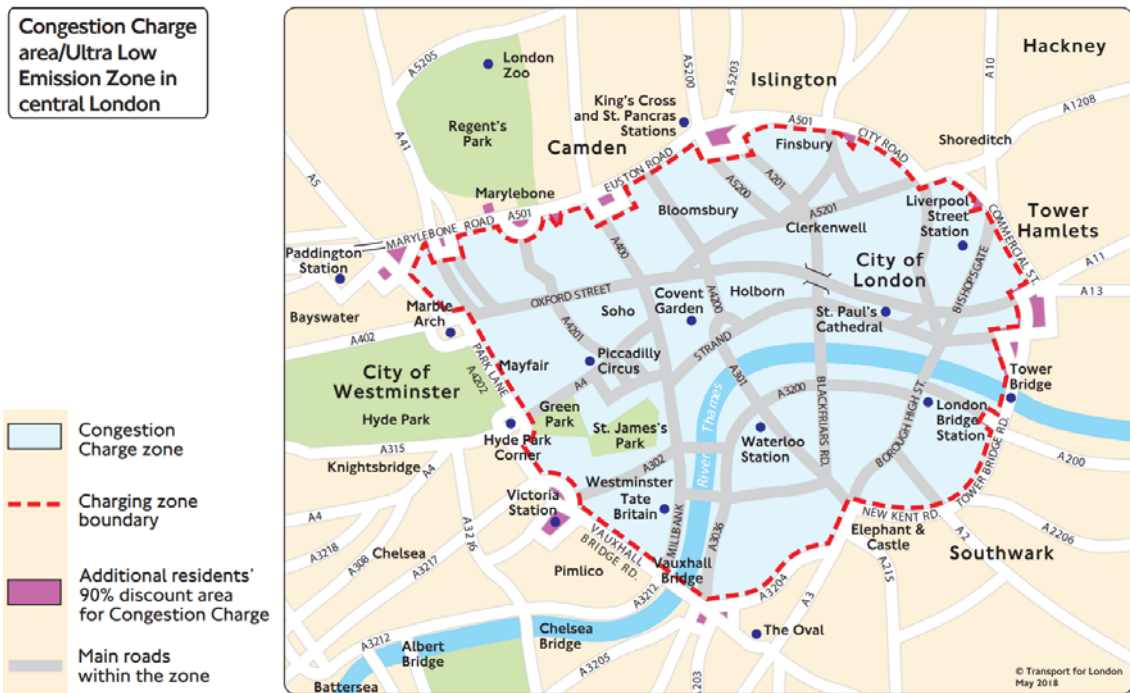 Congestion Charge
area/Ultra Low
Emission Zone in
central London
Congestion
Charge zone
Charging zone
boundary
Additional residents'
90% discount area
for Congestion Charge
Main roads
within the zone
Hackney
A10
A5205
London
Zoo
A5200
A5203
Islington
A1208
A41
King's Cross
and St. Pancras
Stations
A501
Shoreditch
Regent's
Park
Camden
Finsbury
CITY ROAD
A5
EUSTON ROAD
A201
A5200
Marylebone
A501
Bloomsbury
A5201
Liverpool
Street
Station
COMMERCIAL ST.
Tower
Hamlets
MARYLEBONE ROAD
Clerkenwell
Paddington
Station
A400
City of
London
BISHOPSGATE
A11
A13
OXFORD STREET
Covent
Garden
A4200
Holborn
Bayswater
Marble
Arch
Soho
St. Paul's
Cathedral
A402
PARK LANE
A4202
A4201
STRAND
Mayfair
Piccadilly
Circus
A4
City of
Westminster
Hyde Park
A301
A3200
BLACKFRIARS RD.
BOROUGH HIGH ST.
Tower
Bridge
Green
Park
St. James's
Park
River Thames
London
Bridge
Station
TOWER BRIDGE RD.
A315
Hyde Park
Corner
Waterloo
Station
A200
Knightsbridge
A4
A302
Westminster
Victoria
Station
Tate
Britain
MILLBANK
A3036
NEW KENT RD.
A4
A3218
A308
Chelsea
A3217
A3216
VAUXHALL
BRIDGE RD.
Elephant &
Castle
A2
A2206
Southwark
Pimlico
Vauxhall
Bridge
A3212
A3204
A3
A215
A3212
Albert
Bridge
Chelsea
Bridge
The Oval
A3205
A203
Battersea
© Transport for London
May 2018